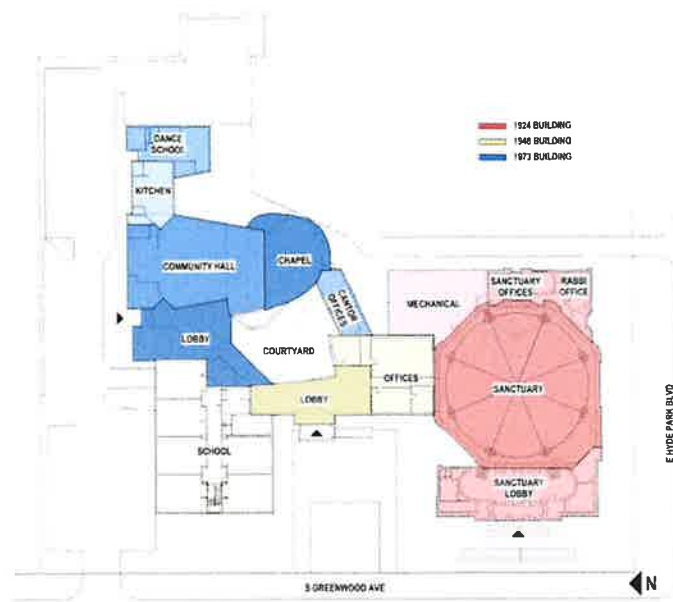 1924 BUILDING
1948 BUILDING
1973 BUILDING
DANCE
SCHOOL
KITCHEN
COMMUNITY HALL
CHAPEL
CANTOR
OFFICES
MECHANICAL
SANCTUARY
OFFICES
RABBI
OFFICE
LOBBY
COURTYARD
OFFICES
SANCTUARY
LOBBY
SCHOOL
SANCTUARY
LOBBY
E HYDE PARK BLVD
S GREENWOOD AVE
N